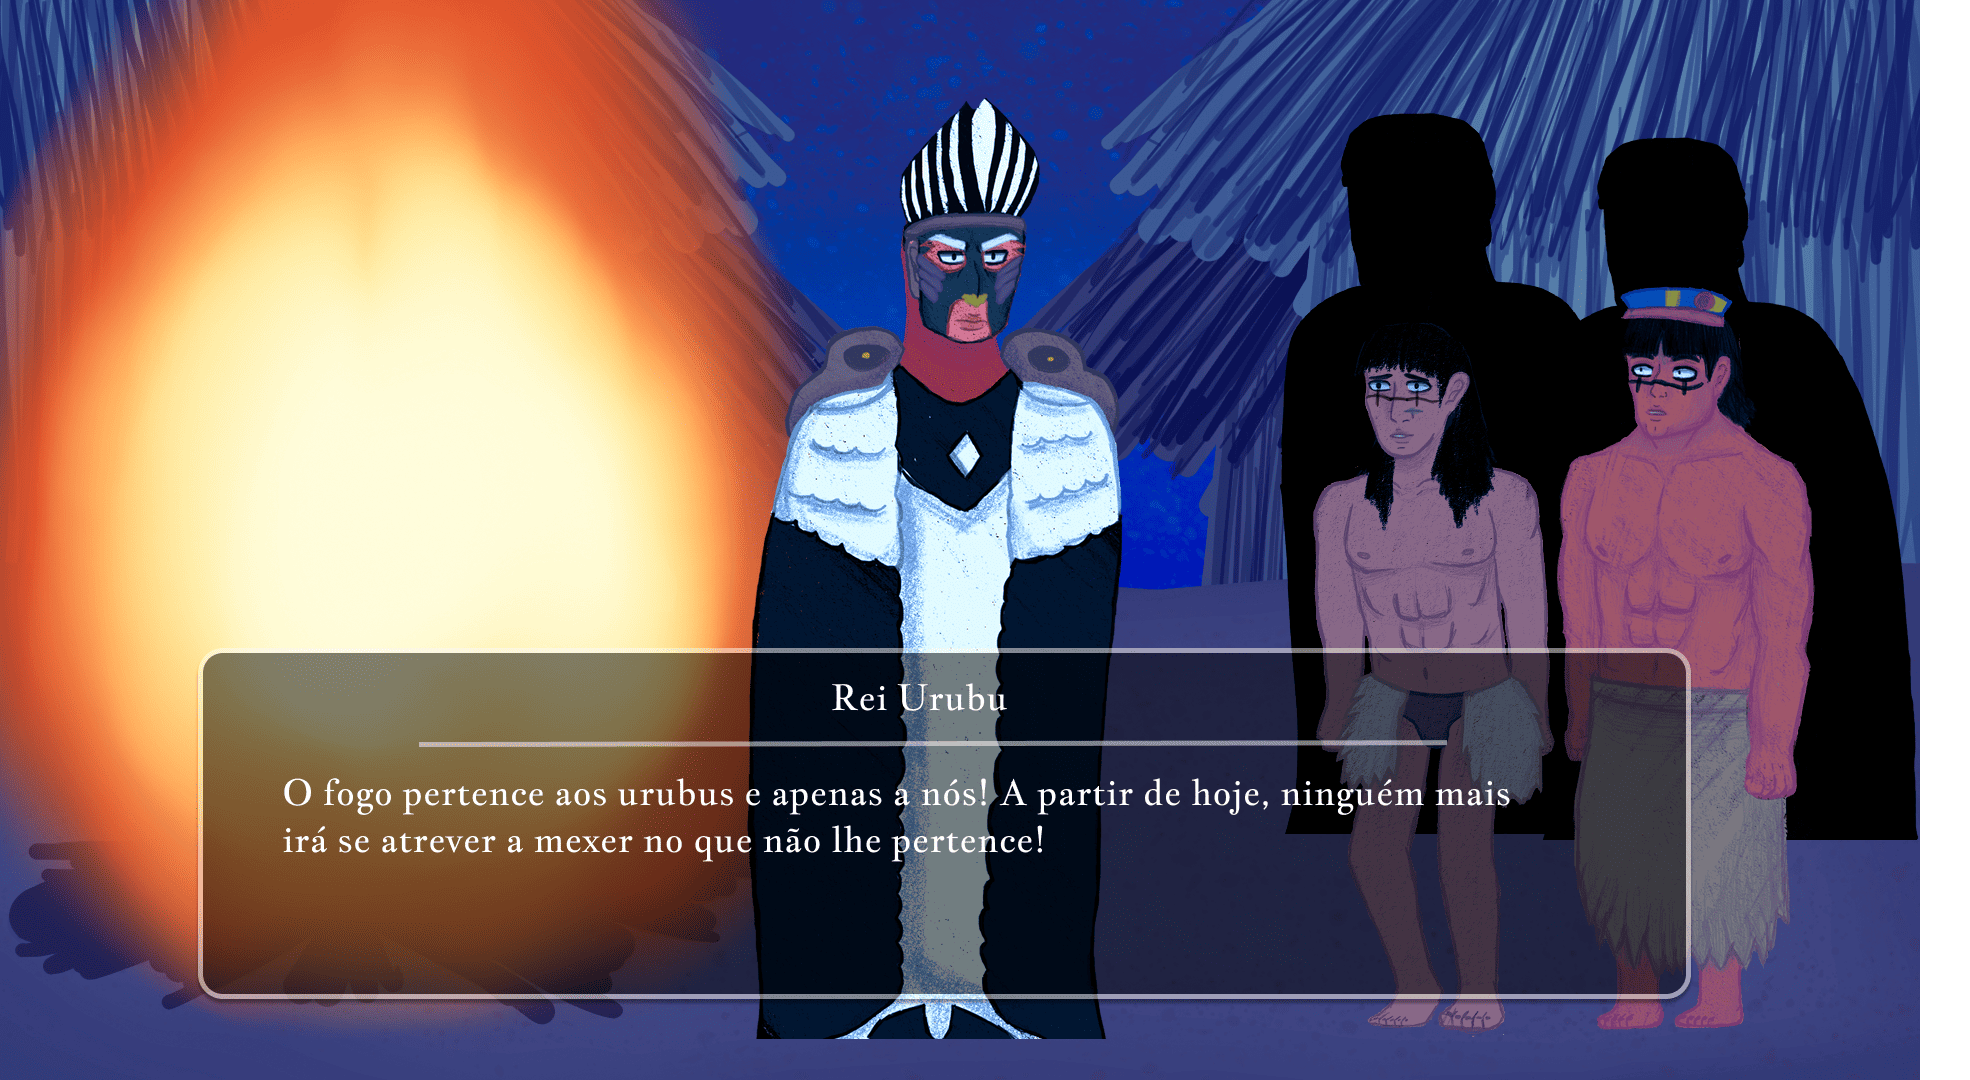 Rei Urubu
O fogo pertence aos urubus e apenas a nós! A partir de hoje, ninguém mais
irá se atrever a mexer no que não lhe pertence!